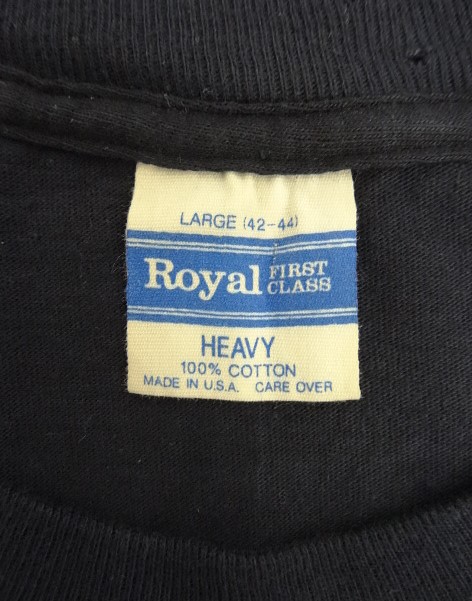 LARGE (42-44)
Royal FIRST CLASS
HEAVY
100% COTTON
MADE IN U.S.A. CARE OVER